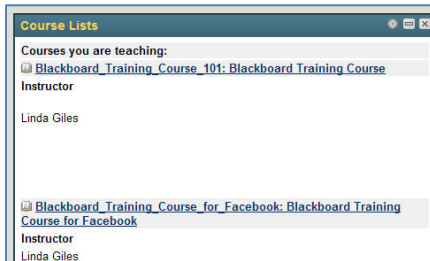 Course Lists
Courses you are teaching:
Blackboard_Training_Course_101: Blackboard Training Course
Instructor
Linda Giles
Blackboard_Training_Course_for_Facebook: Blackboard Training
Course for Facebook
Instructor
Linda Giles